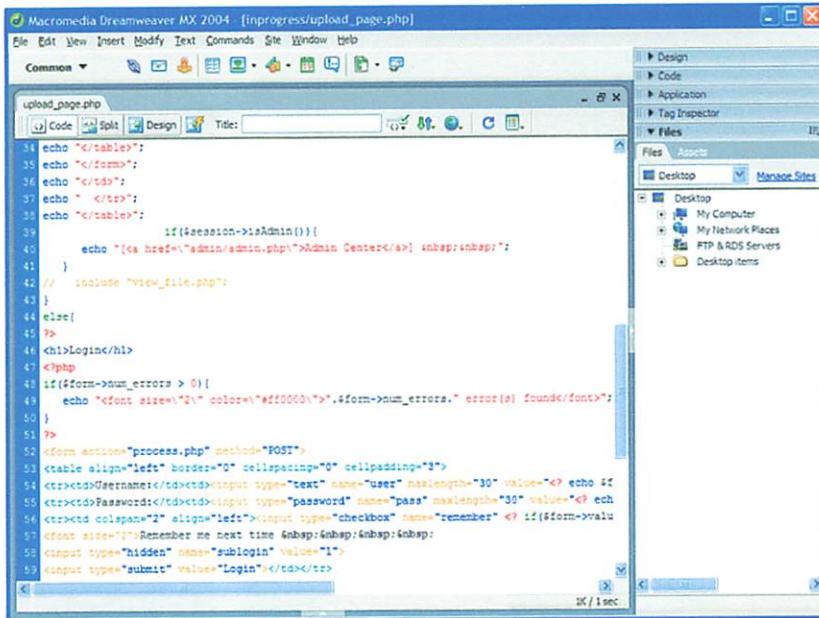 Macromedia Dreamweaver MX 2004 - [inprogress/upload_page.php]
File Edit View Insert Modify Text Commands Site Window Help
Common
upload_page.php
Code Split Design Title:
34 echo "</table>";
35 echo "</form>";
36 echo "</td>";
37 echo "  </tr>";
38 echo "</table>";
39 if($session->isAdmin()){
40 echo "[<a href=\"admin/admin.php\">Admin Center</a>] &nbsp;&nbsp;";
41 }
42 //   include "view_file.php";
43 }
44 else{
45 ?>
46 <h1>Login</h1>
47 <?php
48 if($form->num_errors > 0){
49 echo "<font size=\"2\" color=\"#ff0000\">".$form->num_errors." error(s) found</font>";
50 }
51 ?>
52 <form action="process.php" method="POST">
53 <table align="left" border="0" cellspacing="0" cellpadding="3">
54 <tr><td>Username:</td><td><input type="text" name="user" maxlength="30" value="<? echo $f
55 <tr><td>Password:</td><td><input type="password" name="pass" maxlength="30" value="<? ech
56 <tr><td colspan="2" align="left"><input type="checkbox" name="remember" <? if($form->valu
57 <font size="2">Remember me next time &nbsp;&nbsp;&nbsp;&nbsp;
58 <input type="hidden" name="sublogin" value="1">
59 <input type="submit" value="Login"></td></tr>
1K / 1 sec
Design
Code
Application
Tag Inspector
Files
Files Assets
Desktop Manage Sites
Desktop
My Computer
My Network Places
FTP & RDS Servers
Desktop items